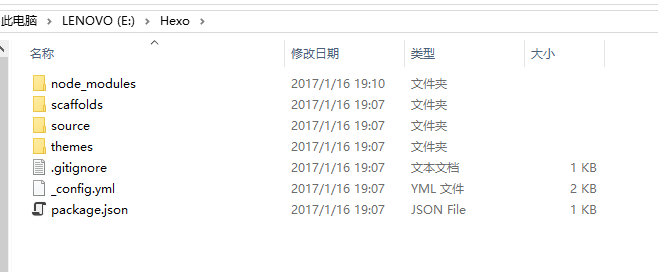 此电脑 > LENOVO (E:) > Hexo >
名称 修改日期 类型 大小
node_modules 2017/1/16 19:10 文件夹
scaffolds 2017/1/16 19:07 文件夹
source 2017/1/16 19:07 文件夹
themes 2017/1/16 19:07 文件夹
.gitignore 2017/1/16 19:07 文本文档 1 KB
_config.yml 2017/1/16 19:07 YML 文件 2 KB
package.json 2017/1/16 19:07 JSON File 1 KB